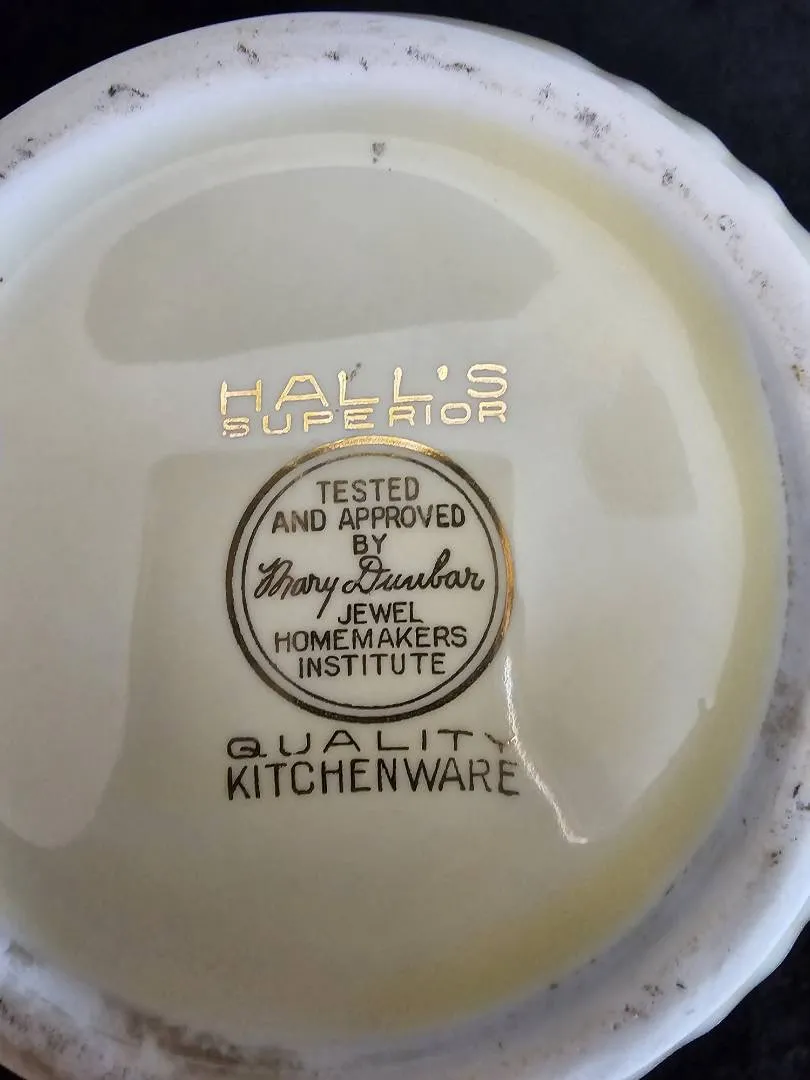 HALL'S
SUPERIOR
TESTED
AND APPROVED
BY
Mary Dunbar
JEWEL
HOMEMAKERS
INSTITUTE
QUALITY
KITCHENWARE